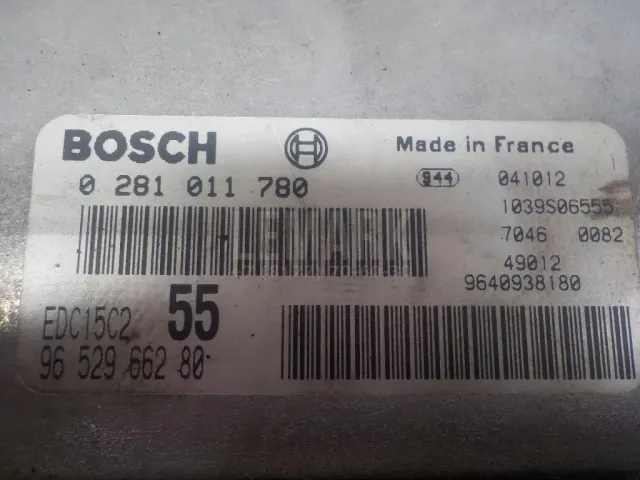 BOSCH Made in France
0 281 011 780 944 041012
1039S06555
7046 0082
LEMARK
49012
9640938180
EDC15C2 55
96 529 662 80